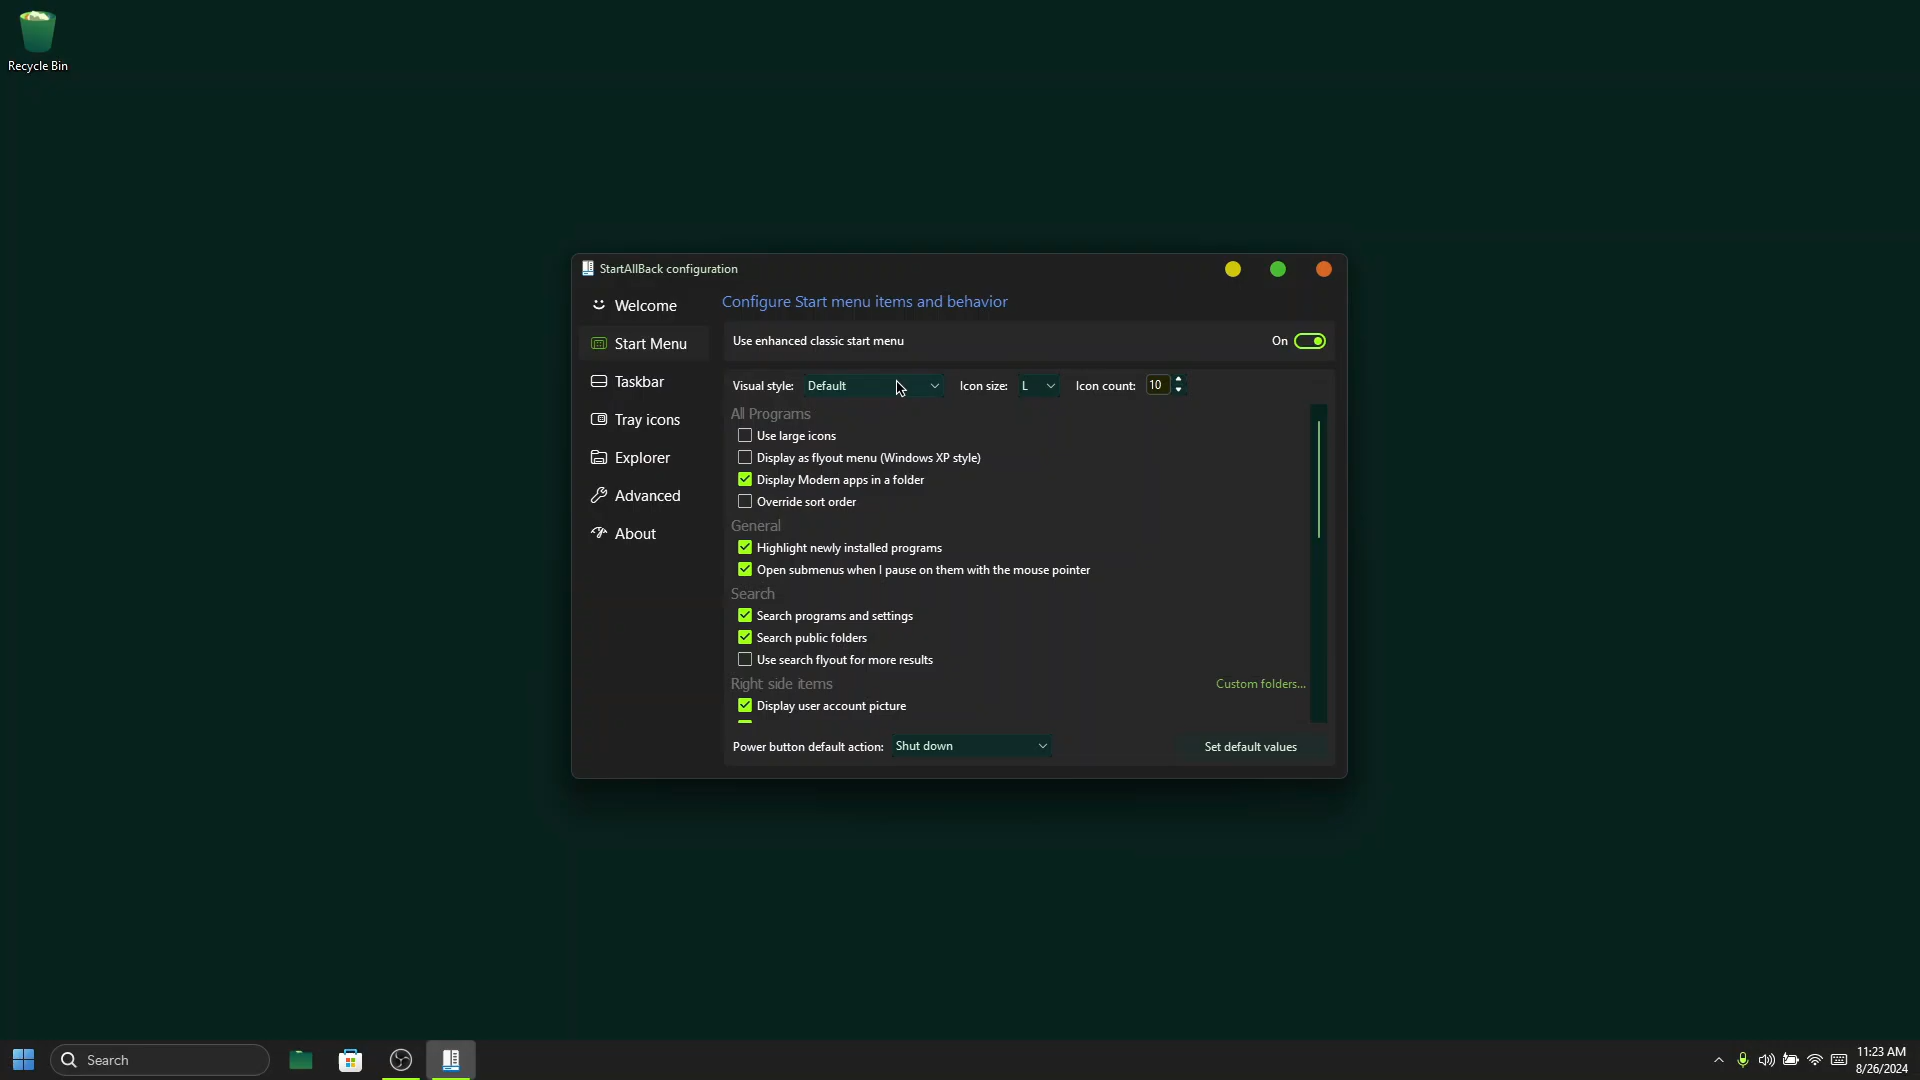 Recycle Bin
StartAllBack configuration
Welcome
Start Menu
Taskbar
Tray icons
Explorer
Advanced
About
Configure Start menu items and behavior
Use enhanced classic start menu
On
Visual style: Default
Icon size: L
Icon count: 10
All Programs
Use large icons
Display as flyout menu (Windows XP style)
Display Modern apps in a folder
Override sort order
General
Highlight newly installed programs
Open submenus when I pause on them with the mouse pointer
Search
Search programs and settings
Search public folders
Use search flyout for more results
Right side items
Custom folders...
Display user account picture
Power button default action: Shut down
Set default values
Search
11:23 AM
8/26/2024